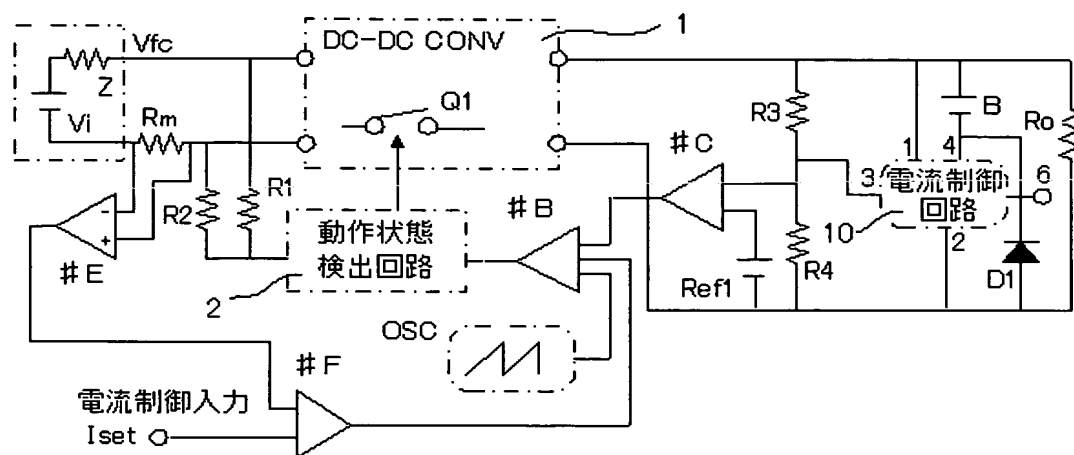 DC-DC CONV
1
Vfc
Z
Vi
Rm
Q1
R3
B
Ro
#C
1
4
6
3
電流制御
回路
10
2
R2
R1
#B
動作状態
検出回路
2
#E
-
+
Ref1
R4
D1
OSC
#F
電流制御入力
Iset